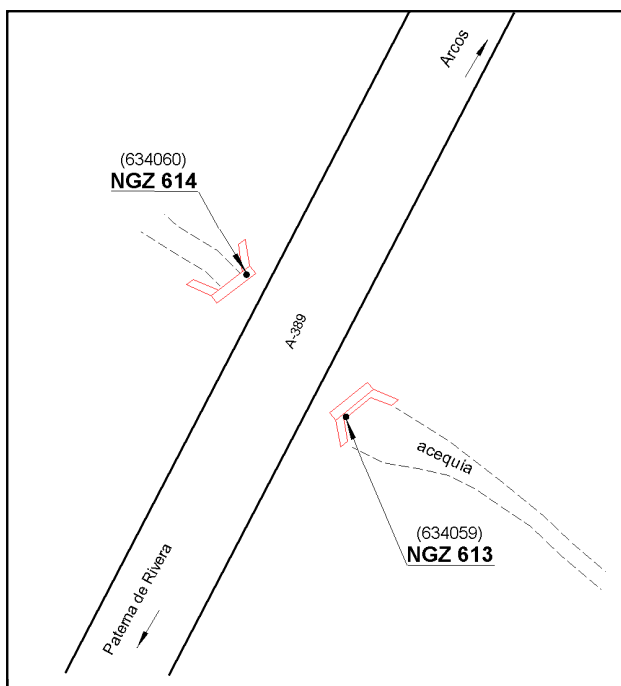 Arcos
(634060)
NGZ 614
A-389
acequia
(634059)
NGZ 613
Paterna de Rivera